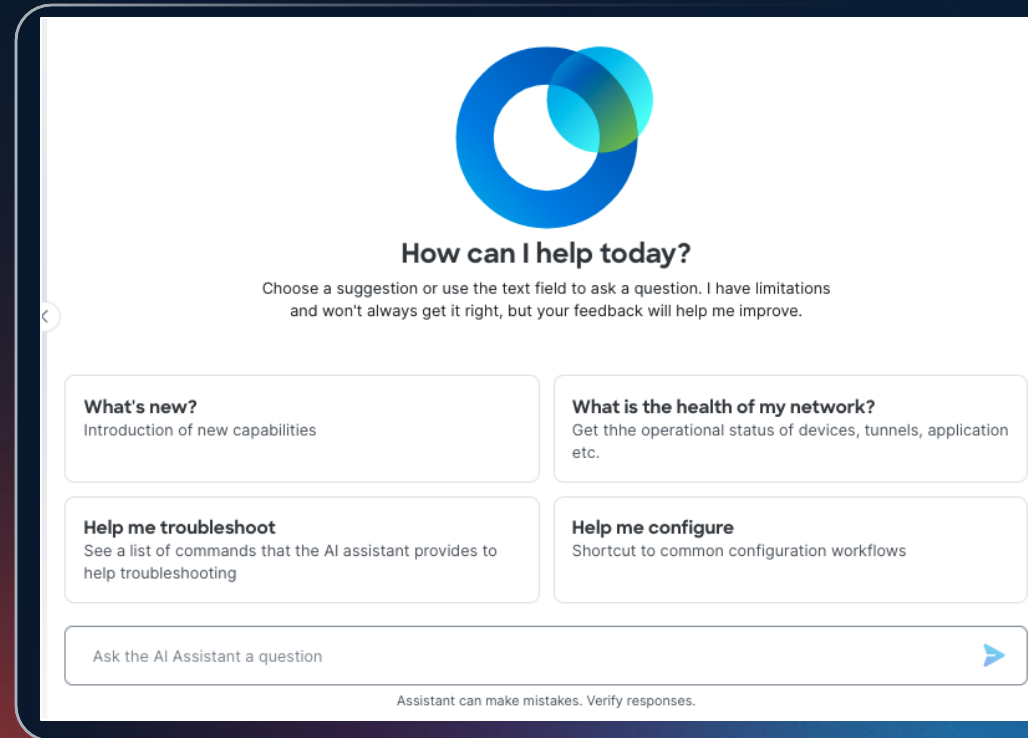 How can I help today?
Choose a suggestion or use the text field to ask a question. I have limitations
and won't always get it right, but your feedback will help me improve.
What's new?
Introduction of new capabilities
What is the health of my network?
Get thhe operational status of devices, tunnels, application
etc.
Help me troubleshoot
See a list of commands that the AI assistant provides to
help troubleshooting
Help me configure
Shortcut to common configuration workflows
Ask the AI Assistant a question
Assistant can make mistakes. Verify responses.